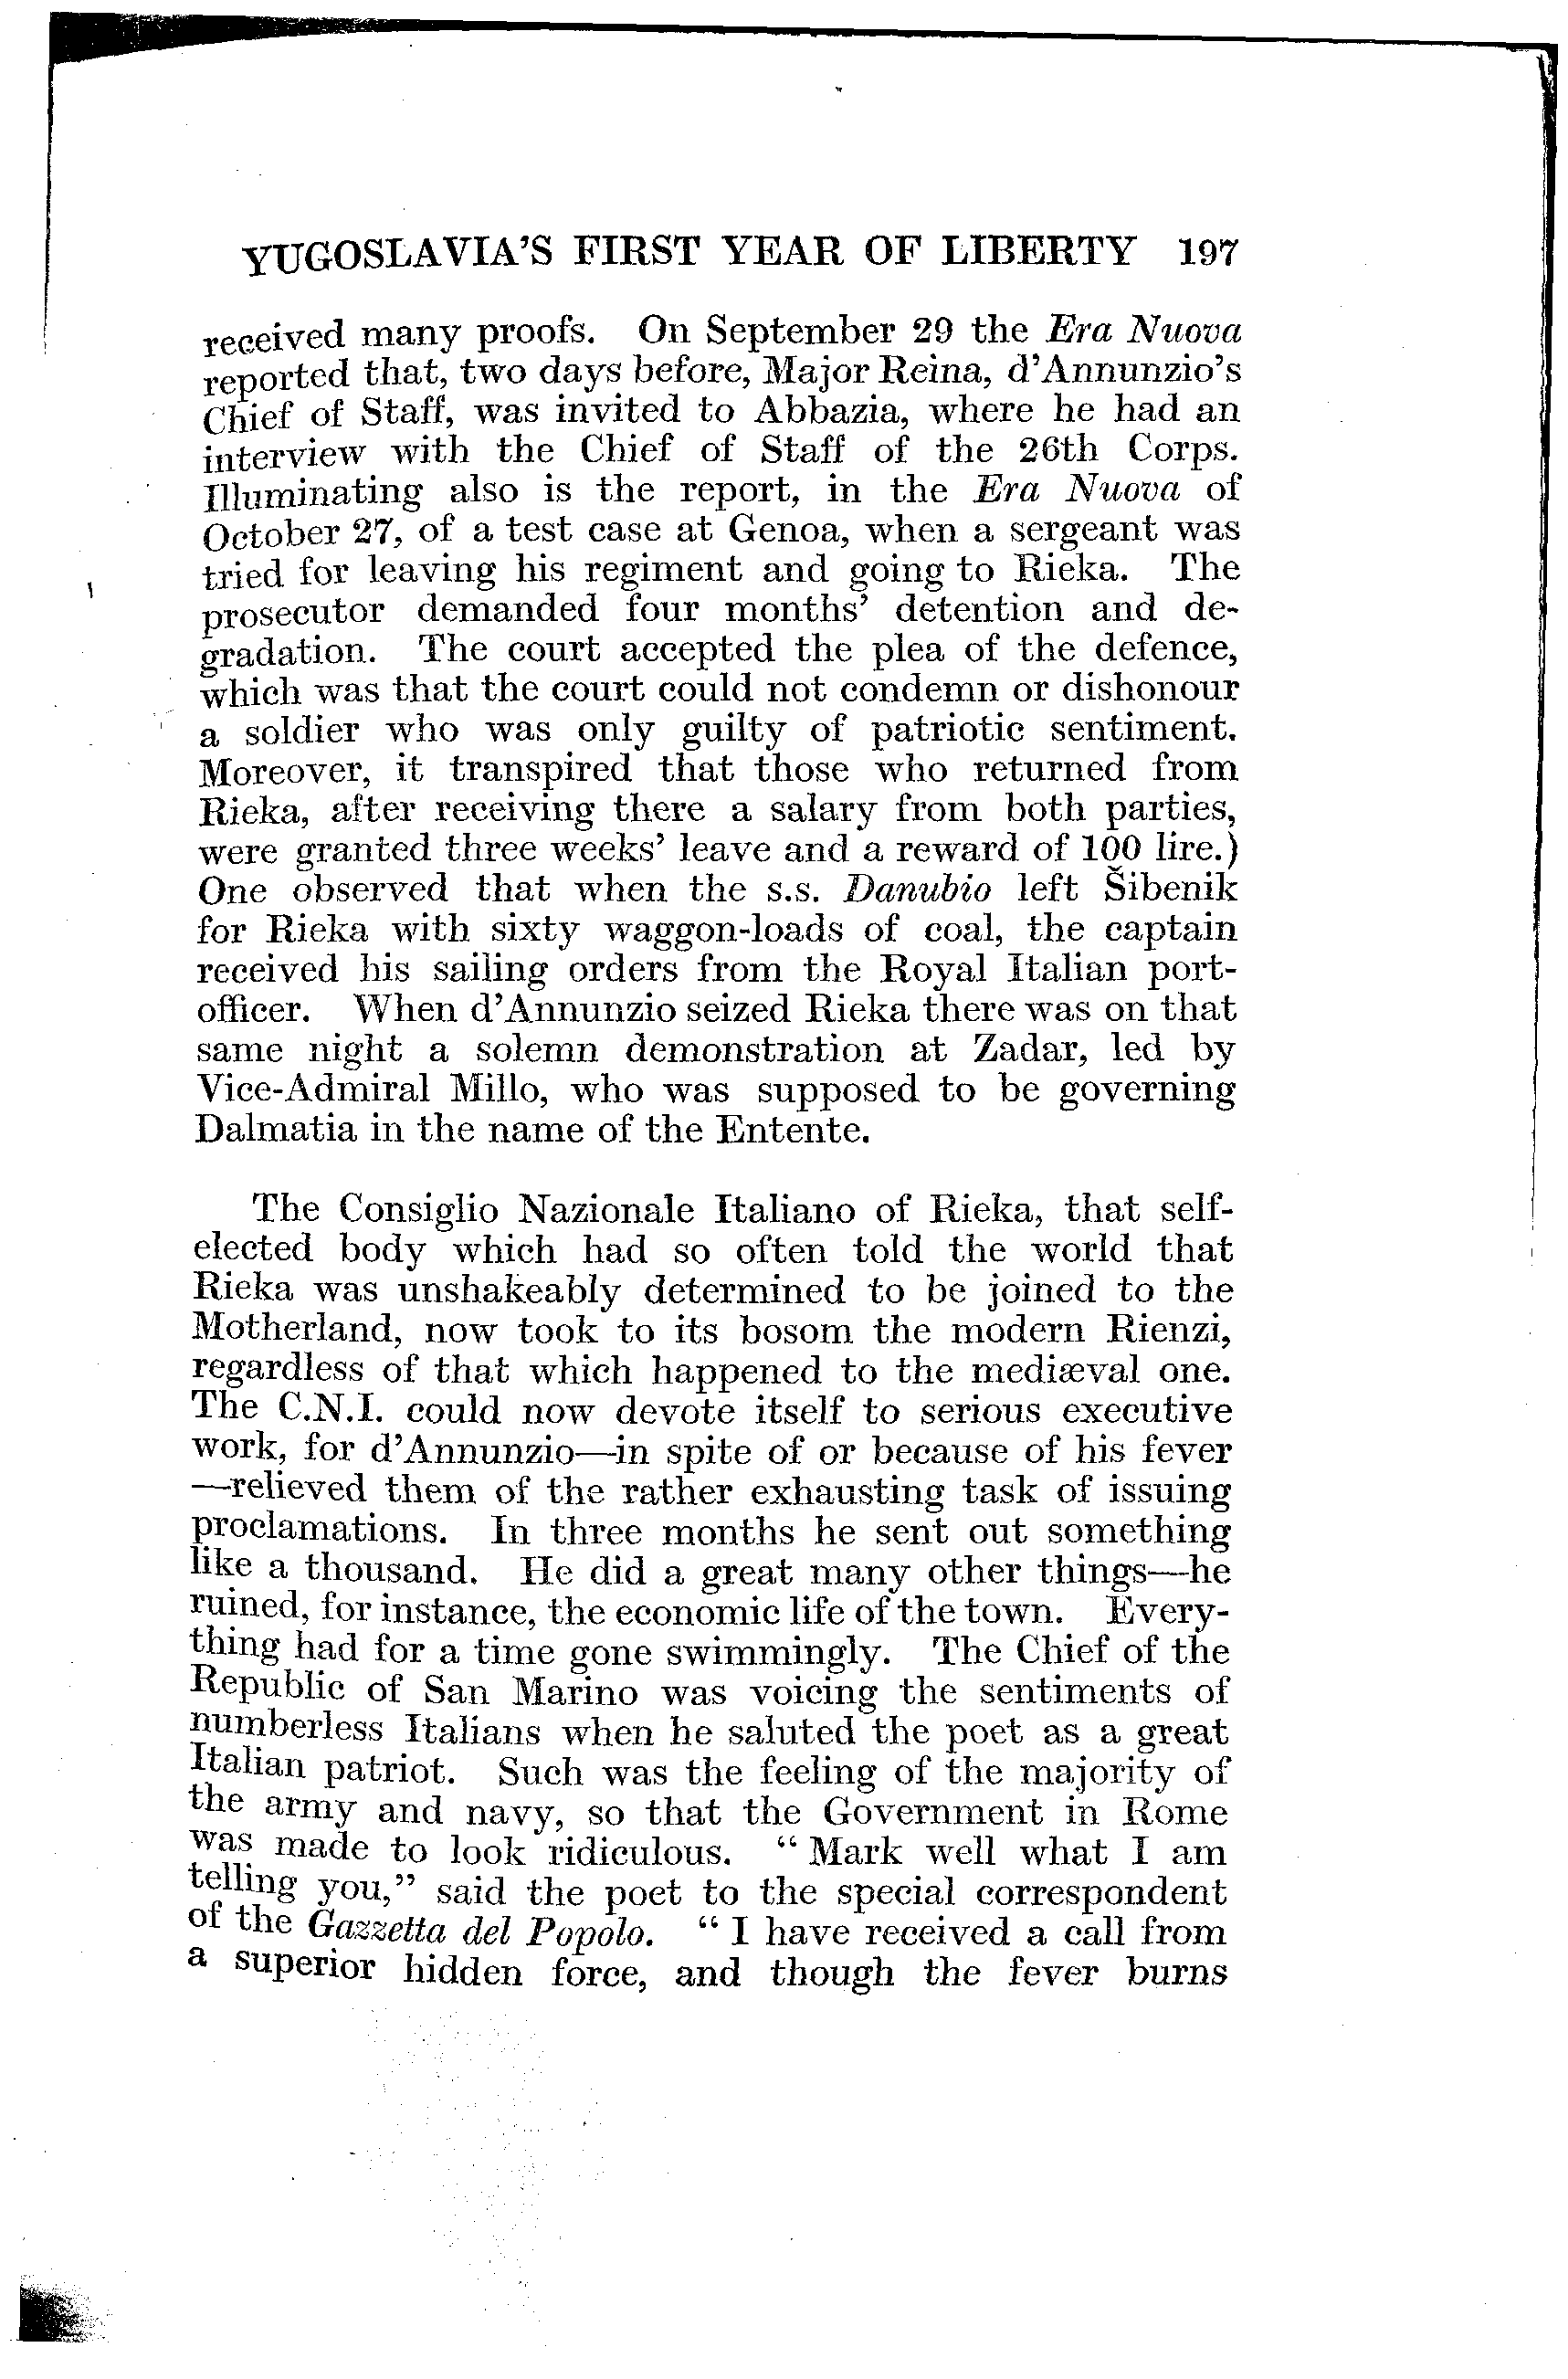 YUGOSLAVIA'S FIRST YEAR OF LIBERTY 197
received many proofs. On September 29 the Era Nuova
reported that, two days before, Major Reina, d'Annunzio's
Chief of Staff, was invited to Abbazia, where he had an
interview with the Chief of Staff of the 26th Corps.
Illuminating also is the report, in the Era Nuova of
October 27, of a test case at Genoa, when a sergeant was
tried for leaving his regiment and going to Rieka. The
prosecutor demanded four months' detention and de-
gradation. The court accepted the plea of the defence,
which was that the court could not condemn or dishonour
a soldier who was only guilty of patriotic sentiment.
Moreover, it transpired that those who returned from
Rieka, after receiving there a salary from both parties,
were granted three weeks' leave and a reward of 100 lire.)
One observed that when the s.s. Danubio left Šibenik
for Rieka with sixty waggon-loads of coal, the captain
received his sailing orders from the Royal Italian port-
officer. When d'Annunzio seized Rieka there was on that
same night a solemn demonstration at Zadar, led by
Vice-Admiral Millo, who was supposed to be governing
Dalmatia in the name of the Entente.
The Consiglio Nazionale Italiano of Rieka, that self-
elected body which had so often told the world that
Rieka was unshakeably determined to be joined to the
Motherland, now took to its bosom the modern Rienzi,
regardless of that which happened to the mediæval one.
The C.N.I. could now devote itself to serious executive
work, for d'Annunzio—in spite of or because of his fever
—relieved them of the rather exhausting task of issuing
proclamations. In three months he sent out something
like a thousand. He did a great many other things—he
ruined, for instance, the economic life of the town. Every-
thing had for a time gone swimmingly. The Chief of the
Republic of San Marino was voicing the sentiments of
numberless Italians when he saluted the poet as a great
Italian patriot. Such was the feeling of the majority of
the army and navy, so that the Government in Rome
was made to look ridiculous. “ Mark well what I am
telling you,” said the poet to the special correspondent
of the Gazzetta del Popolo. “ I have received a call from
a superior hidden force, and though the fever burns